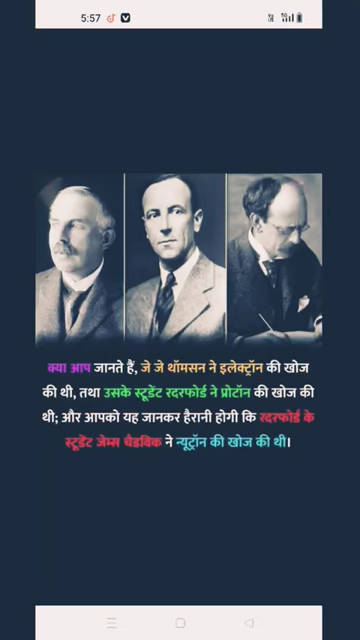 5:57
क्या आप जानते हैं, जे जे थॉमसन ने इलेक्ट्रॉन की खोज
की थी, तथा उसके स्टूडेंट रदरफोर्ड ने प्रोटॉन की खोज की
थी; और आपको यह जानकर हैरानी होगी कि रदरफोर्ड के
स्टूडेंट जेम्स चैडविक ने न्यूट्रॉन की खोज की थी।